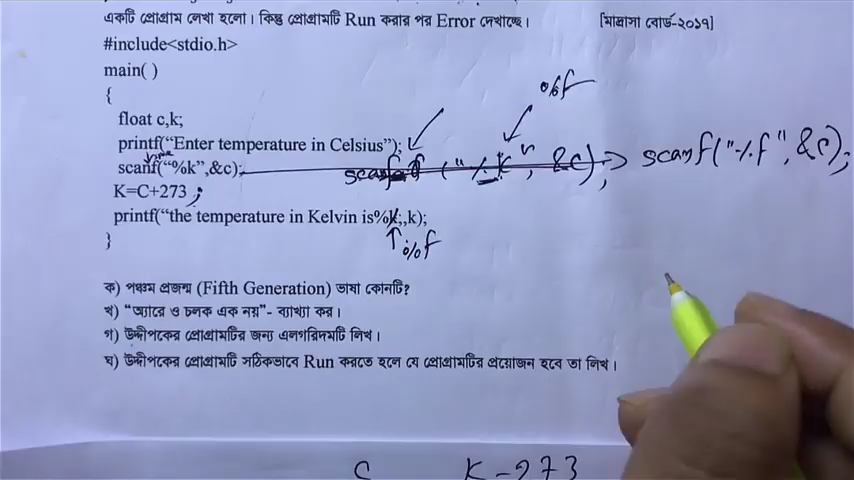 একটি প্রোগ্রাম লেখা হলো। কিন্তু প্রোগ্রামটি Run করার পর Error দেখাচ্ছে। [মাদ্রাসা বোর্ড-২০১৭]
#include<stdio.h>
main( )
{
%f
float c,k;
printf("Enter temperature in Celsius");
scanf("%k",&c); scanf ("%k", &c); scanf("%f", &c);
K=C+273 ;
printf("the temperature in Kelvin is%k;,k);
} %f
ক) পঞ্চম প্রজন্ম (Fifth Generation) ভাষা কোনটি?
খ) "অ্যারে ও চলক এক নয়"- ব্যাখ্যা কর।
গ) উদ্দীপকের প্রোগ্রামটির জন্য এলগরিদমটি লিখ।
ঘ) উদ্দীপকের প্রোগ্রামটি সঠিকভাবে Run করতে হলে যে প্রোগ্রামটির প্রয়োজন হবে তা লিখ।
C K-273